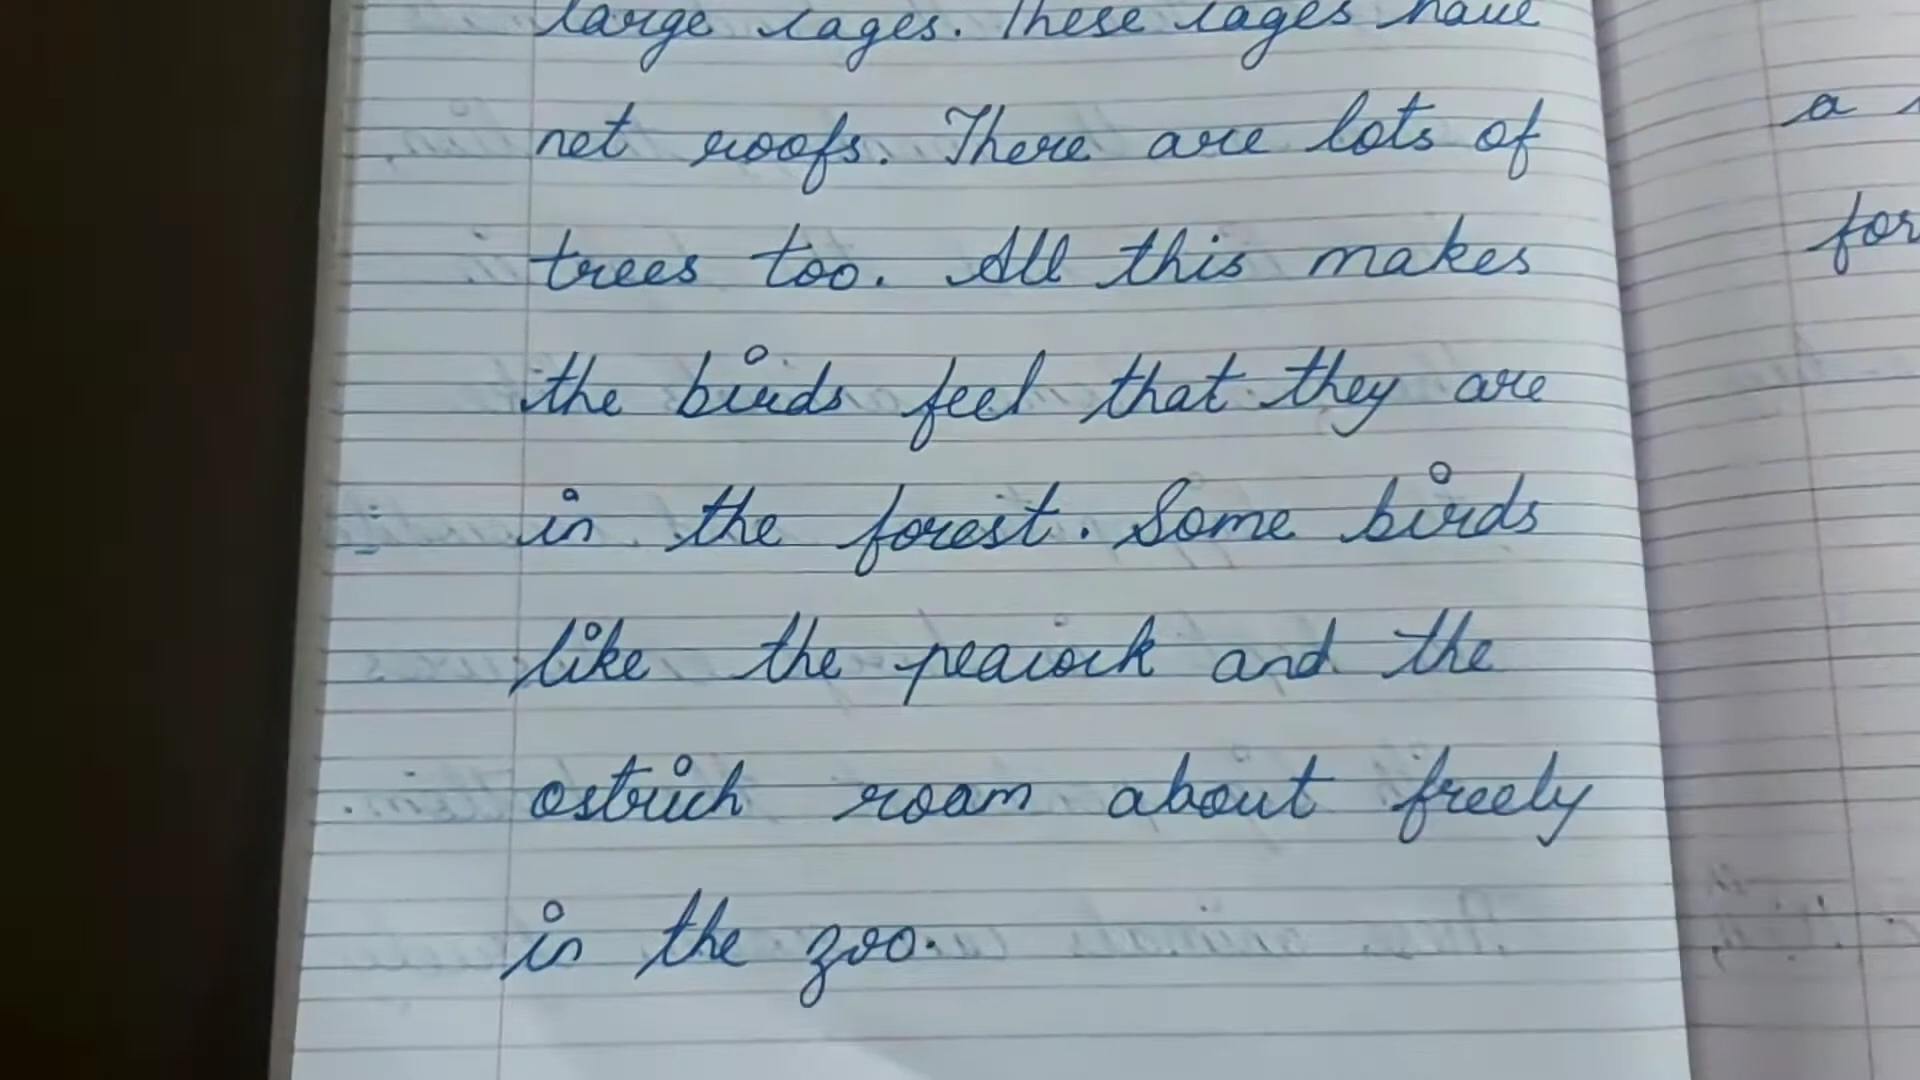 large cages. These cages have
net roofs. There are lots of
trees too. All this makes
the birds feel that they are
in the forest. Some birds
like the peacock and the
ostrich roam about freely
in the zoo.
a
for